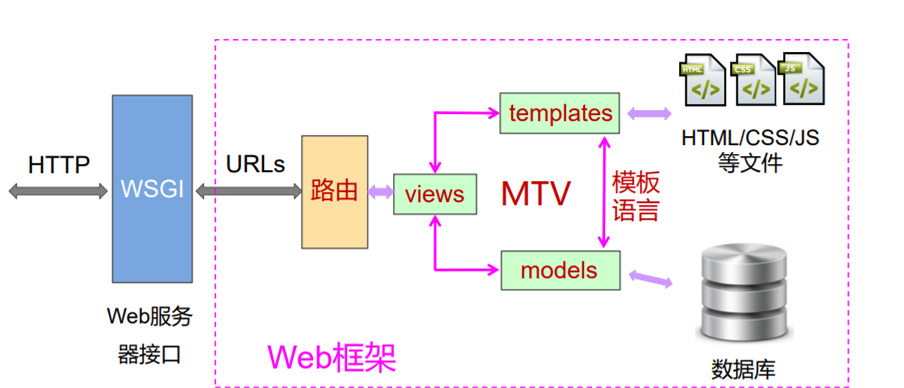 HTTP
WSGI
Web服务
器接口
URLs
路由
views
templates
MTV
模板
语言
models
HTML
CSS
JS
HTML/CSS/JS
等文件
数据库
Web框架